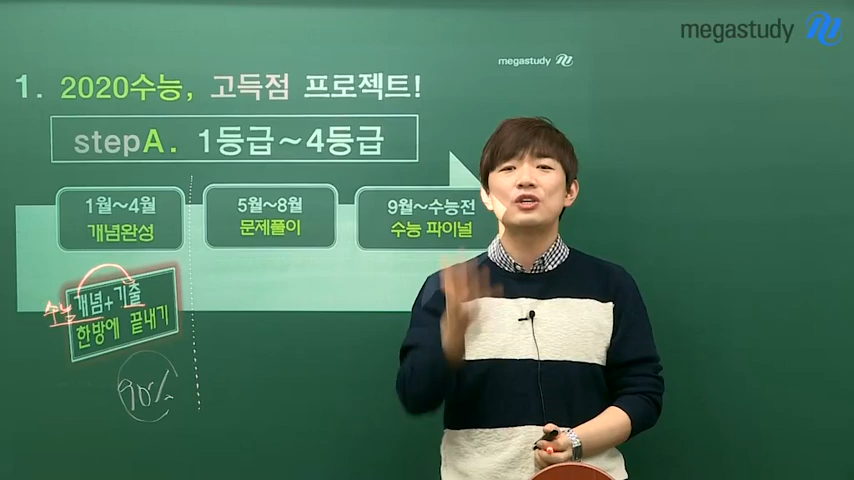 megastudy
megastudy
1. 2020수능, 고득점 프로젝트!
stepA. 1등급~4등급
1월~4월
개념완성
5월~8월
문제풀이
9월~수능전
수능 파이널
수능 개념+기출
한방에 끝내기
90%